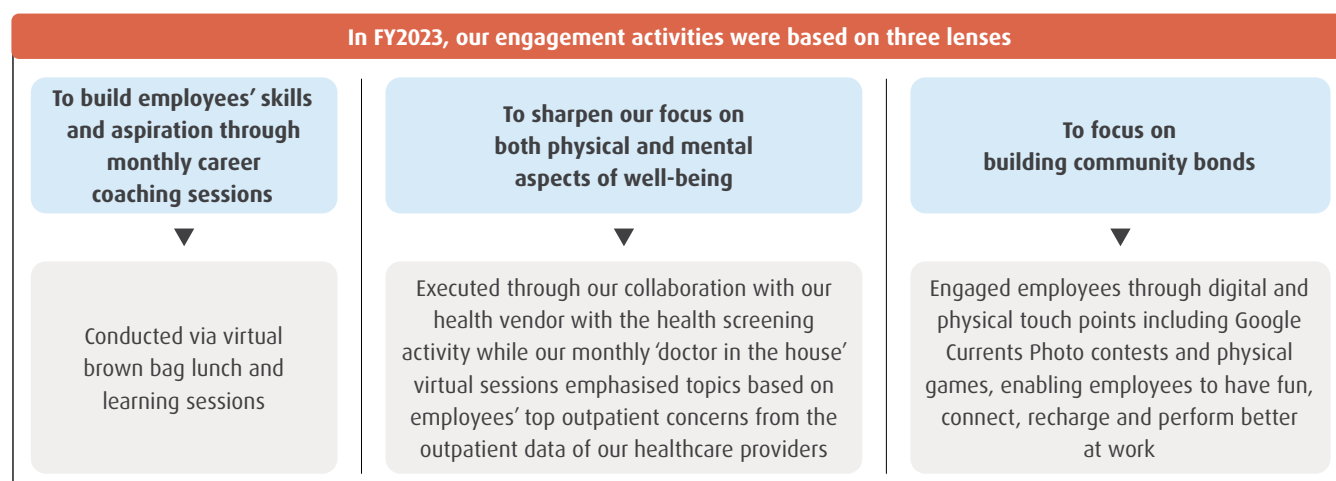 In FY2023, our engagement activities were based on three lenses
To build employees’ skills
and aspiration through
monthly career
coaching sessions
Conducted via virtual
brown bag lunch and
learning sessions
To sharpen our focus on
both physical and mental
aspects of well-being
Executed through our collaboration with our
health vendor with the health screening
activity while our monthly ‘doctor in the house’
virtual sessions emphasised topics based on
employees’ top outpatient concerns from the
outpatient data of our healthcare providers
To focus on
building community bonds
Engaged employees through digital and
physical touch points including Google
Currents Photo contests and physical
games, enabling employees to have fun,
connect, recharge and perform better
at work